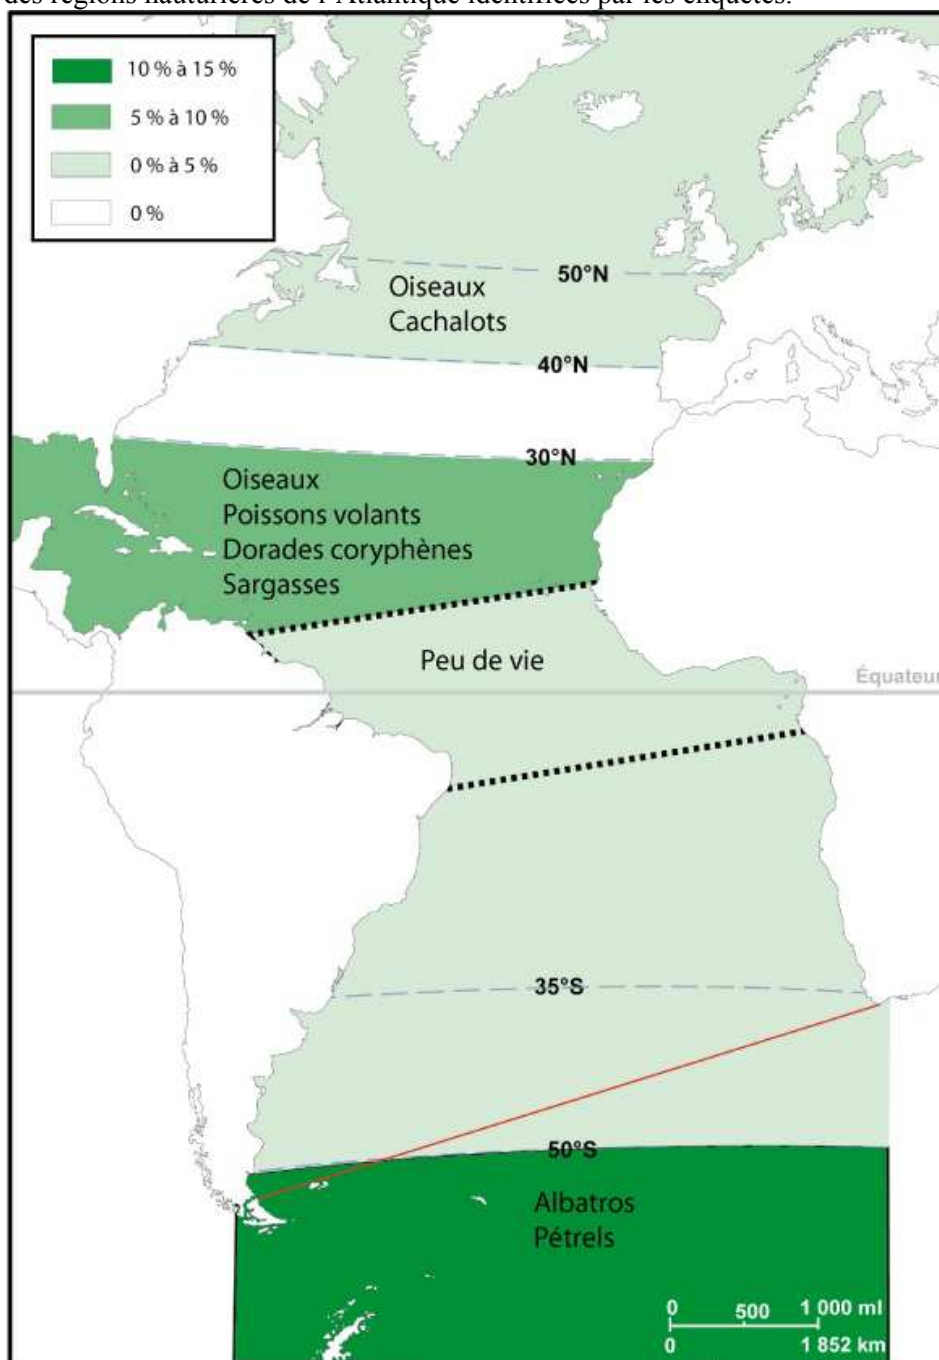 des régions hauturières de l'Atlantique identifiées par les enquêtés.
10 % à 15 %
5 % à 10 %
0 % à 5 %
0 %
50°N
Oiseaux
Cachalots
40°N
30°N
Oiseaux
Poissons volants
Dorades coryphènes
Sargasses
Peu de vie
Équateur
35°S
50°S
Albatros
Pétrels
0 500 1 000 ml
0 1 852 km